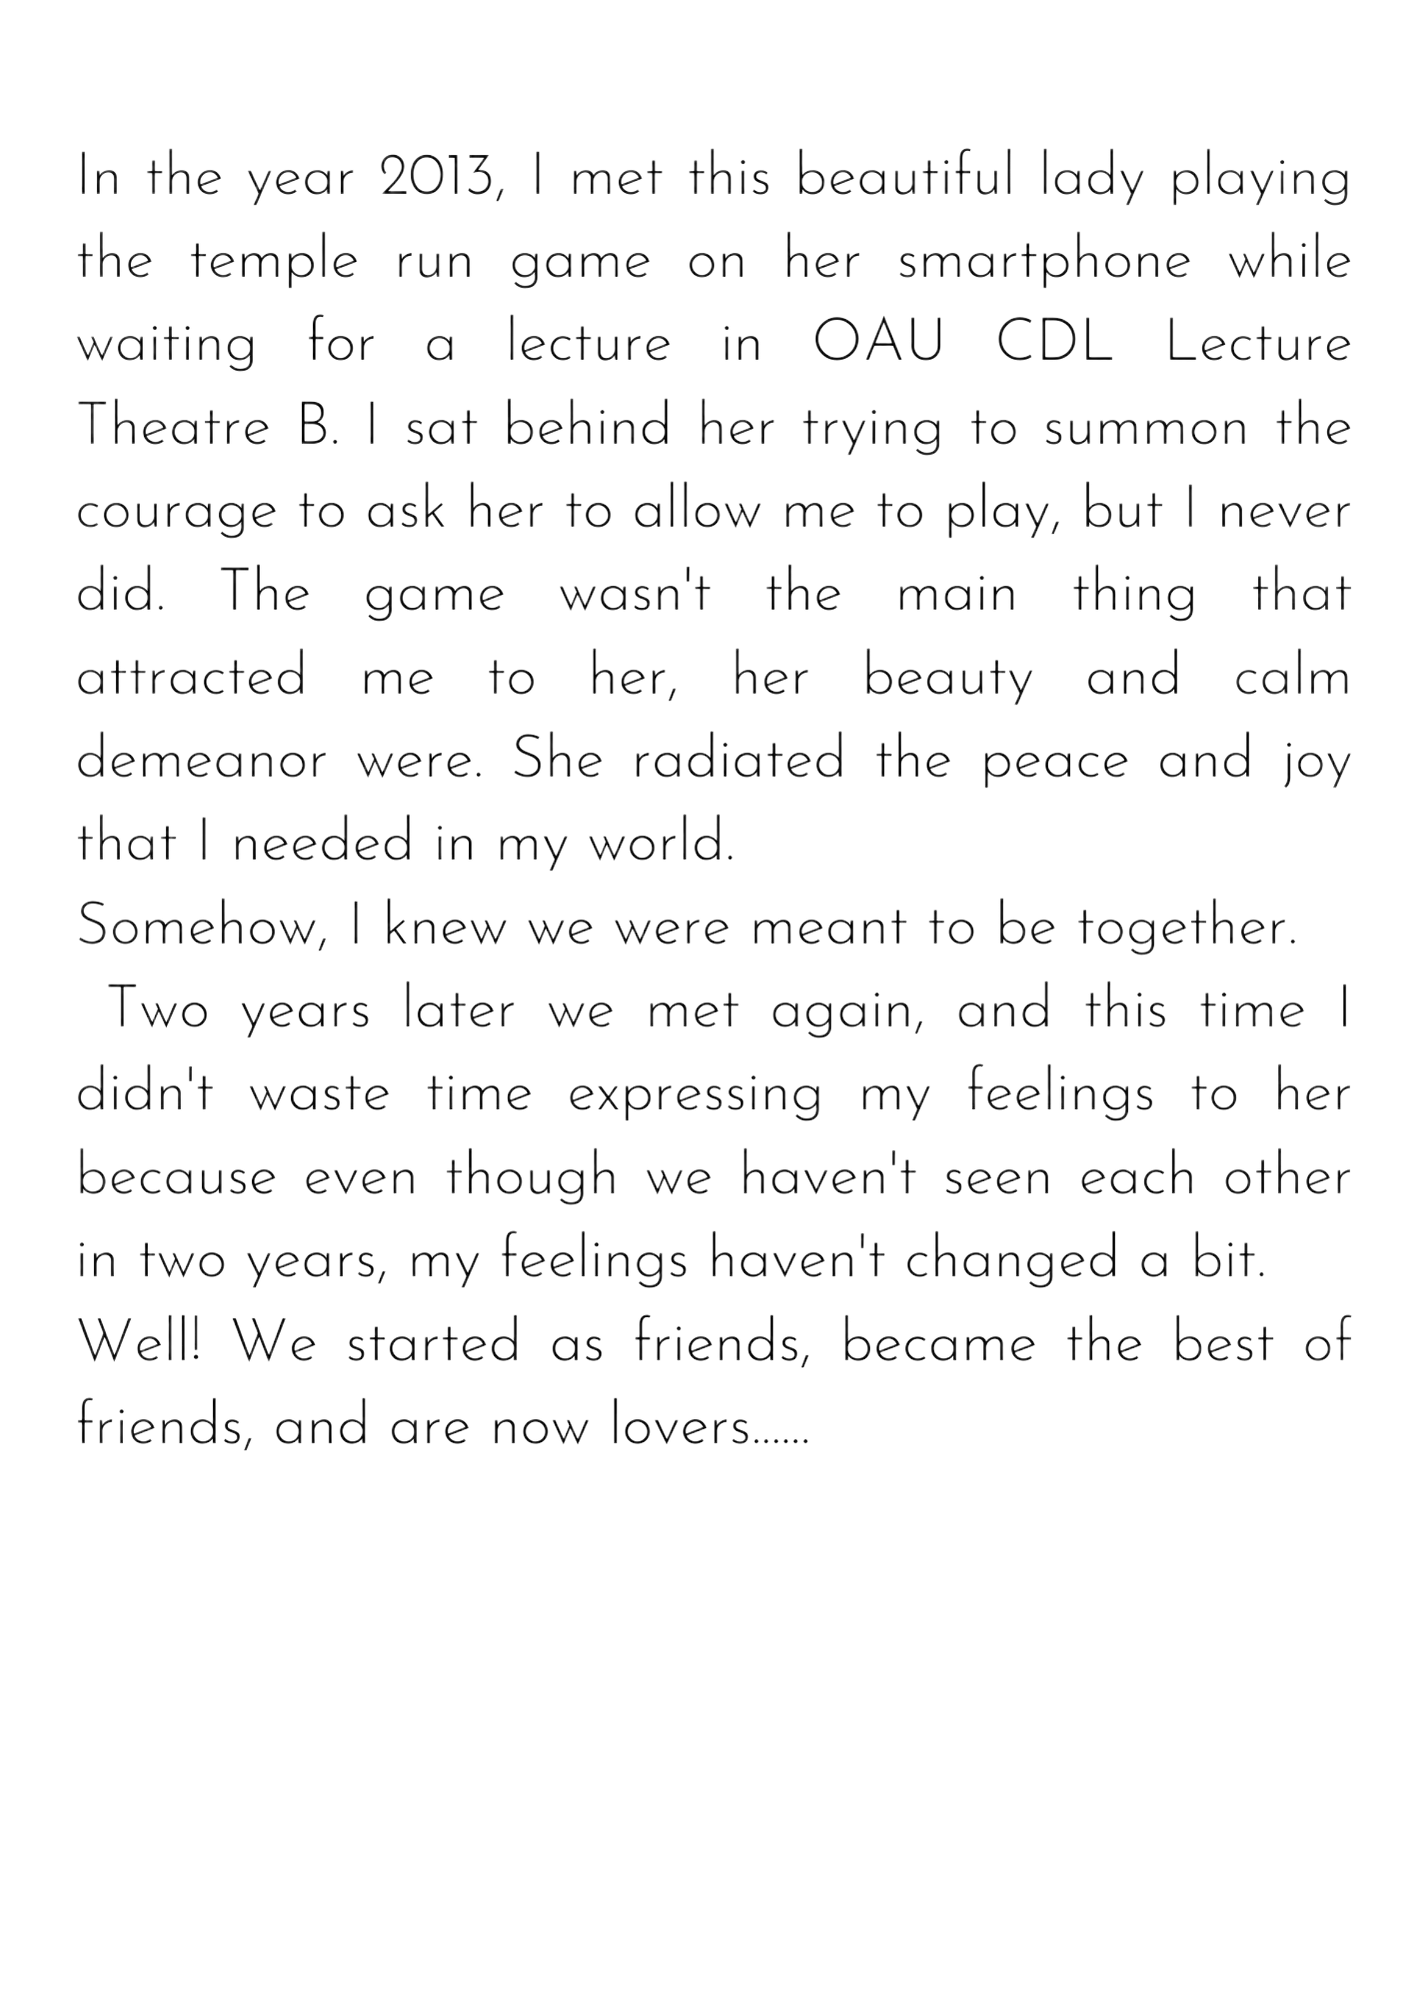 In the year 2013, I met this beautiful lady playing
the temple run game on her smartphone while
waiting for a lecture in OAU CDL Lecture
Theatre B. I sat behind her trying to summon the
courage to ask her to allow me to play, but I never
did. The game wasn't the main thing that
attracted me to her, her beauty and calm
demeanor were. She radiated the peace and joy
that I needed in my world.
Somehow, I knew we were meant to be together.
Two years later we met again, and this time I
didn't waste time expressing my feelings to her
because even though we haven't seen each other
in two years, my feelings haven't changed a bit.
Well! We started as friends, became the best of
friends, and are now lovers......